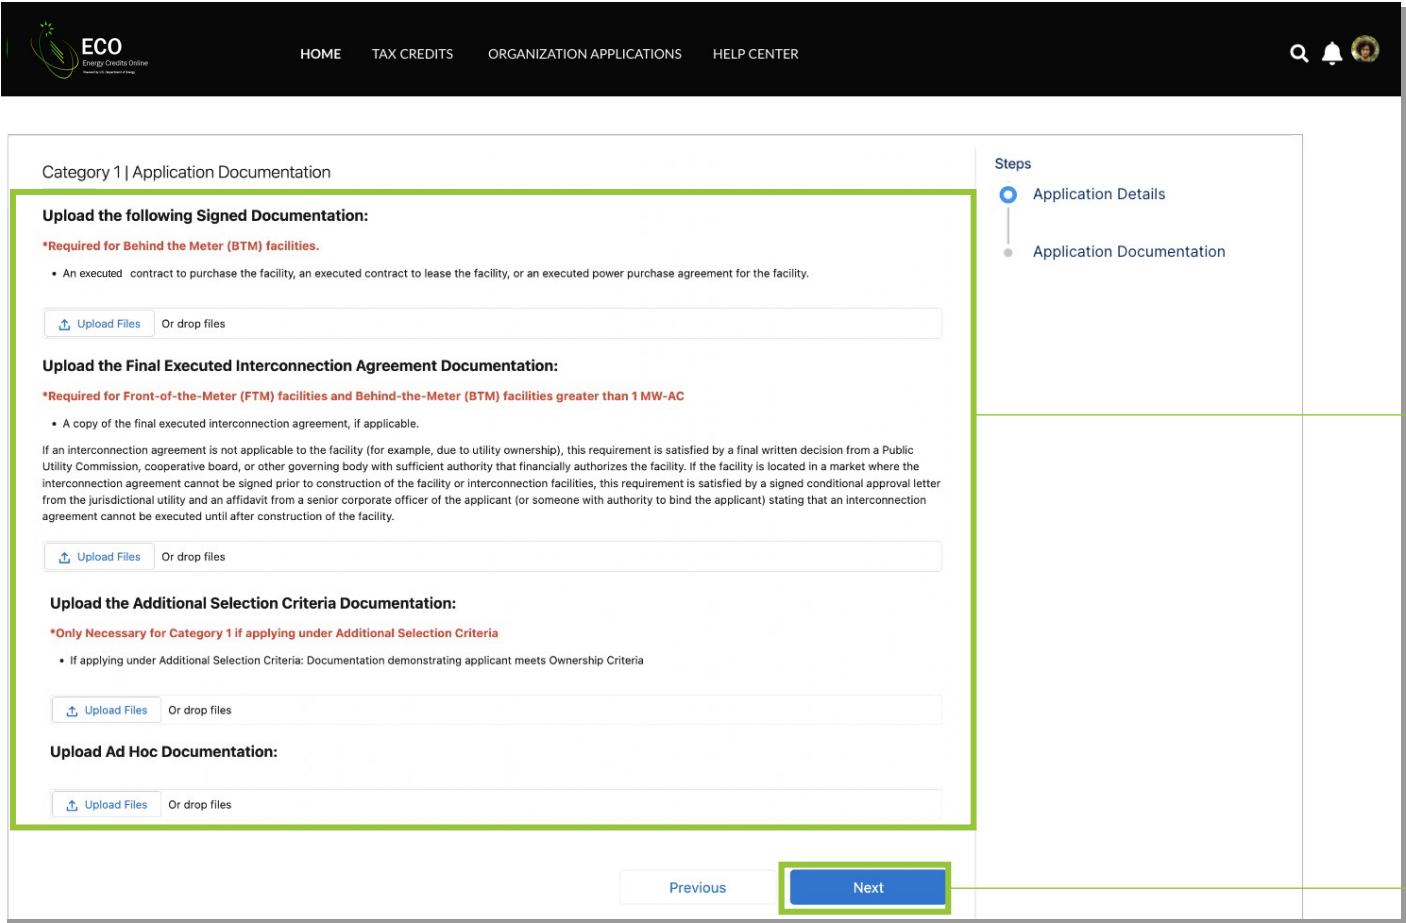 ECO
Energy Credits Online
Powered by U.S. Department of Energy
HOME TAX CREDITS ORGANIZATION APPLICATIONS HELP CENTER
Category 1 | Application Documentation
Upload the following Signed Documentation:
*Required for Behind the Meter (BTM) facilities.
• An executed contract to purchase the facility, an executed contract to lease the facility, or an executed power purchase agreement for the facility.
Upload Files Or drop files
Upload the Final Executed Interconnection Agreement Documentation:
*Required for Front-of-the-Meter (FTM) facilities and Behind-the-Meter (BTM) facilities greater than 1 MW-AC
• A copy of the final executed interconnection agreement, if applicable.
If an interconnection agreement is not applicable to the facility (for example, due to utility ownership), this requirement is satisfied by a final written decision from a Public
Utility Commission, cooperative board, or other governing body with sufficient authority that financially authorizes the facility. If the facility is located in a market where the
interconnection agreement cannot be signed prior to construction of the facility or interconnection facilities, this requirement is satisfied by a signed conditional approval letter
from the jurisdictional utility and an affidavit from a senior corporate officer of the applicant (or someone with authority to bind the applicant) stating that an interconnection
agreement cannot be executed until after construction of the facility.
Upload Files Or drop files
Upload the Additional Selection Criteria Documentation:
*Only Necessary for Category 1 if applying under Additional Selection Criteria
• If applying under Additional Selection Criteria: Documentation demonstrating applicant meets Ownership Criteria
Upload Files Or drop files
Upload Ad Hoc Documentation:
Upload Files Or drop files
Previous Next
Steps
Application Details
Application Documentation